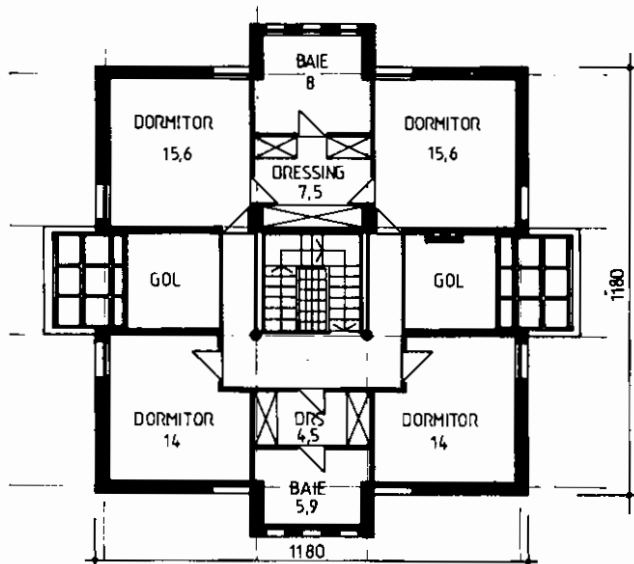 BAIE
8
DORMITOR
15,6
DORMITOR
15,6
DRESSING
7,5
GOL
GOL
1180
DORMITOR
14
DRS
4,5
DORMITOR
14
BAIE
5,9
1180